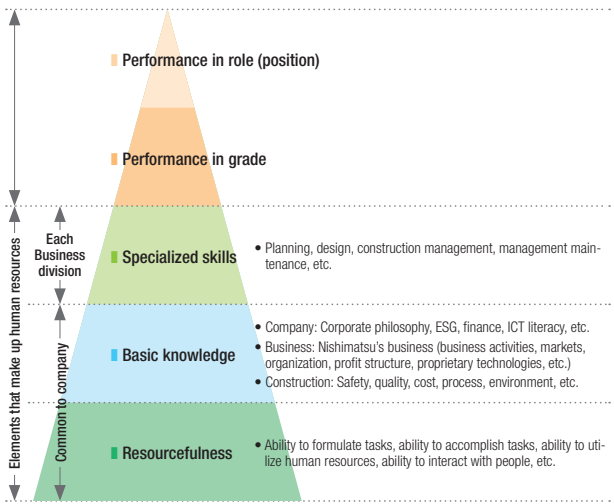 Performance in role (position)
Performance in grade
Elements that make up human resources
Each
Business
division
Specialized skills
• Planning, design, construction management, management main-
tenance, etc.
Common to company
Basic knowledge
• Company: Corporate philosophy, ESG, finance, ICT literacy, etc.
• Business: Nishimatsu’s business (business activities, markets,
organization, profit structure, proprietary technologies, etc.)
• Construction: Safety, quality, cost, process, environment, etc.
Resourcefulness
• Ability to formulate tasks, ability to accomplish tasks, ability to uti-
lize human resources, ability to interact with people, etc.